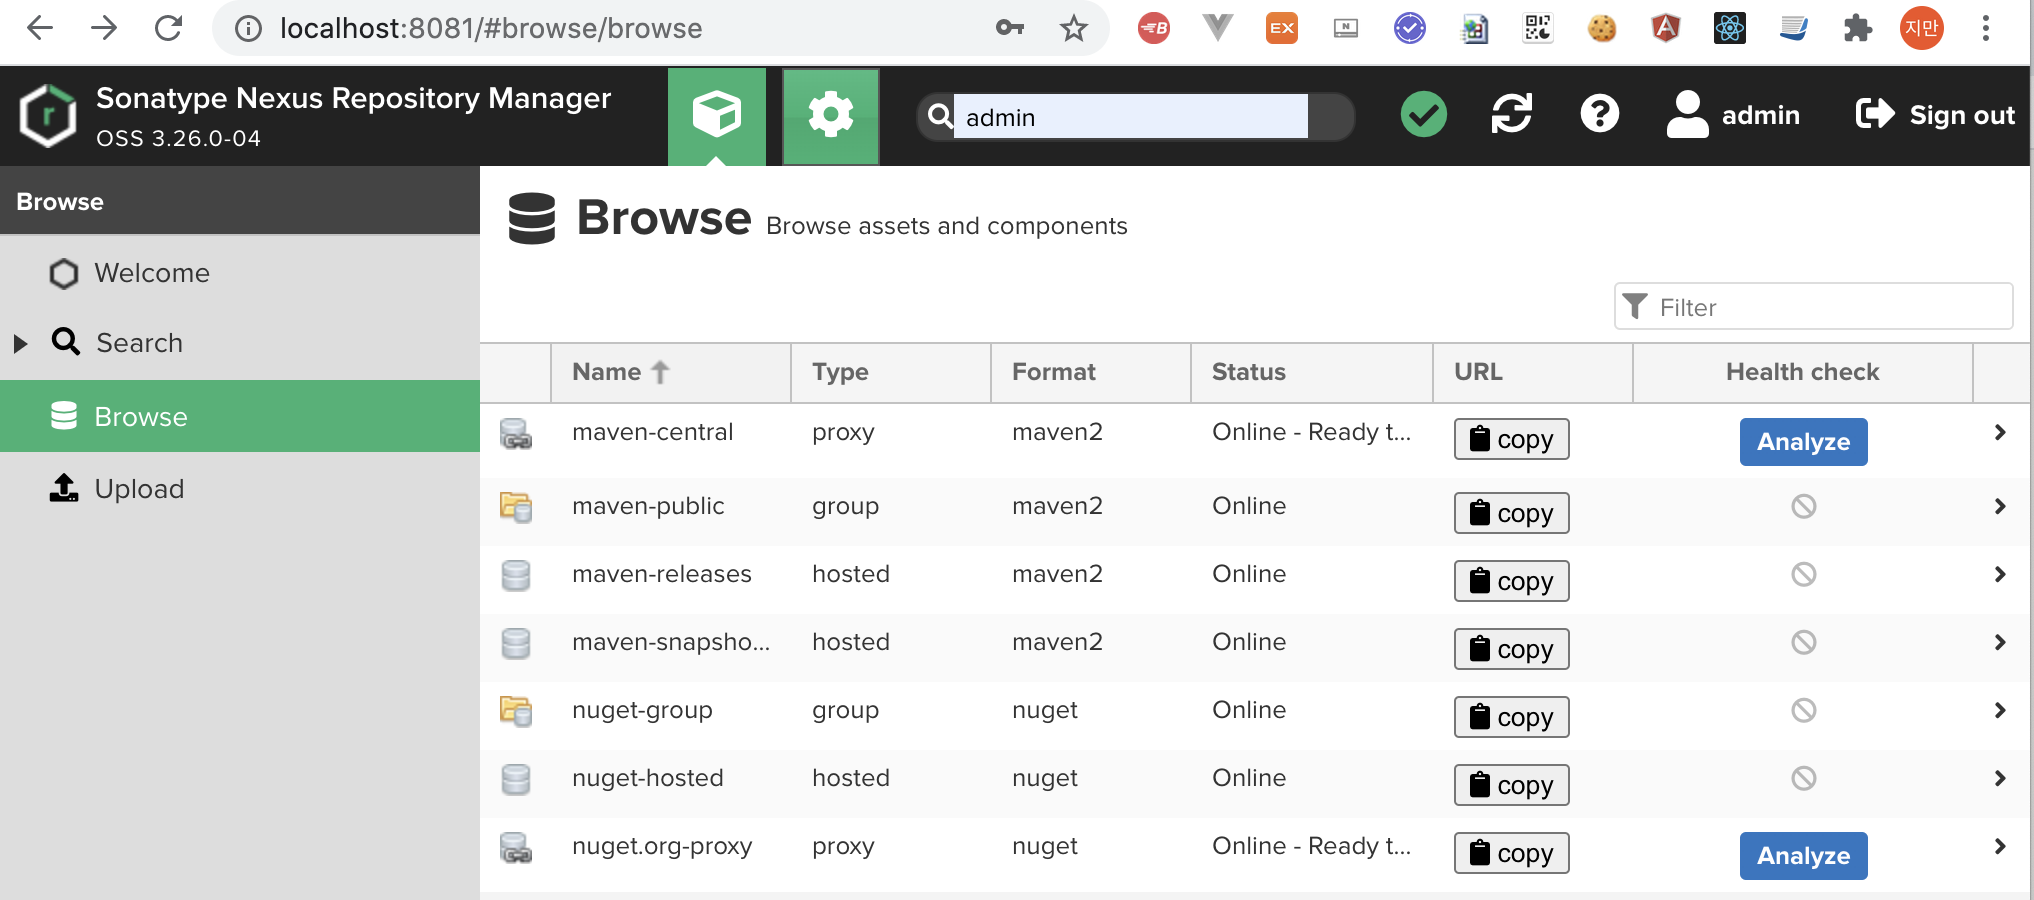 localhost:8081/#browse/browse
EX
N
지만
Sonatype Nexus Repository Manager
OSS 3.26.0-04
admin
admin
Sign out
Browse
Welcome
Search
Browse
Upload
Browse Browse assets and components
Filter
Name Type Format Status URL Health check
maven-central proxy maven2 Online - Ready t... copy Analyze
maven-public group maven2 Online copy
maven-releases hosted maven2 Online copy
maven-snapsho... hosted maven2 Online copy
nuget-group group nuget Online copy
nuget-hosted hosted nuget Online copy
nuget.org-proxy proxy nuget Online - Ready t... copy Analyze